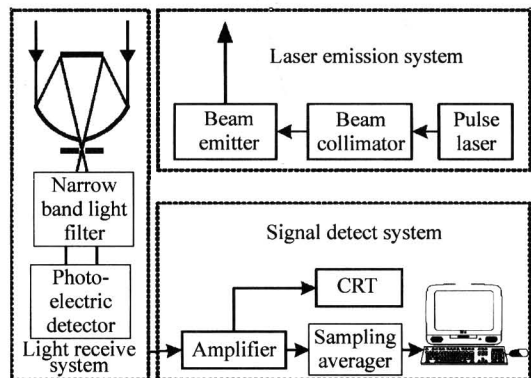 Narrow
band light
filter
Photo-
electric
detector
Light receive
system
Laser emission system
Beam
emitter
Beam
collimator
Pulse
laser
Signal detect system
CRT
Amplifier
Sampling
averager